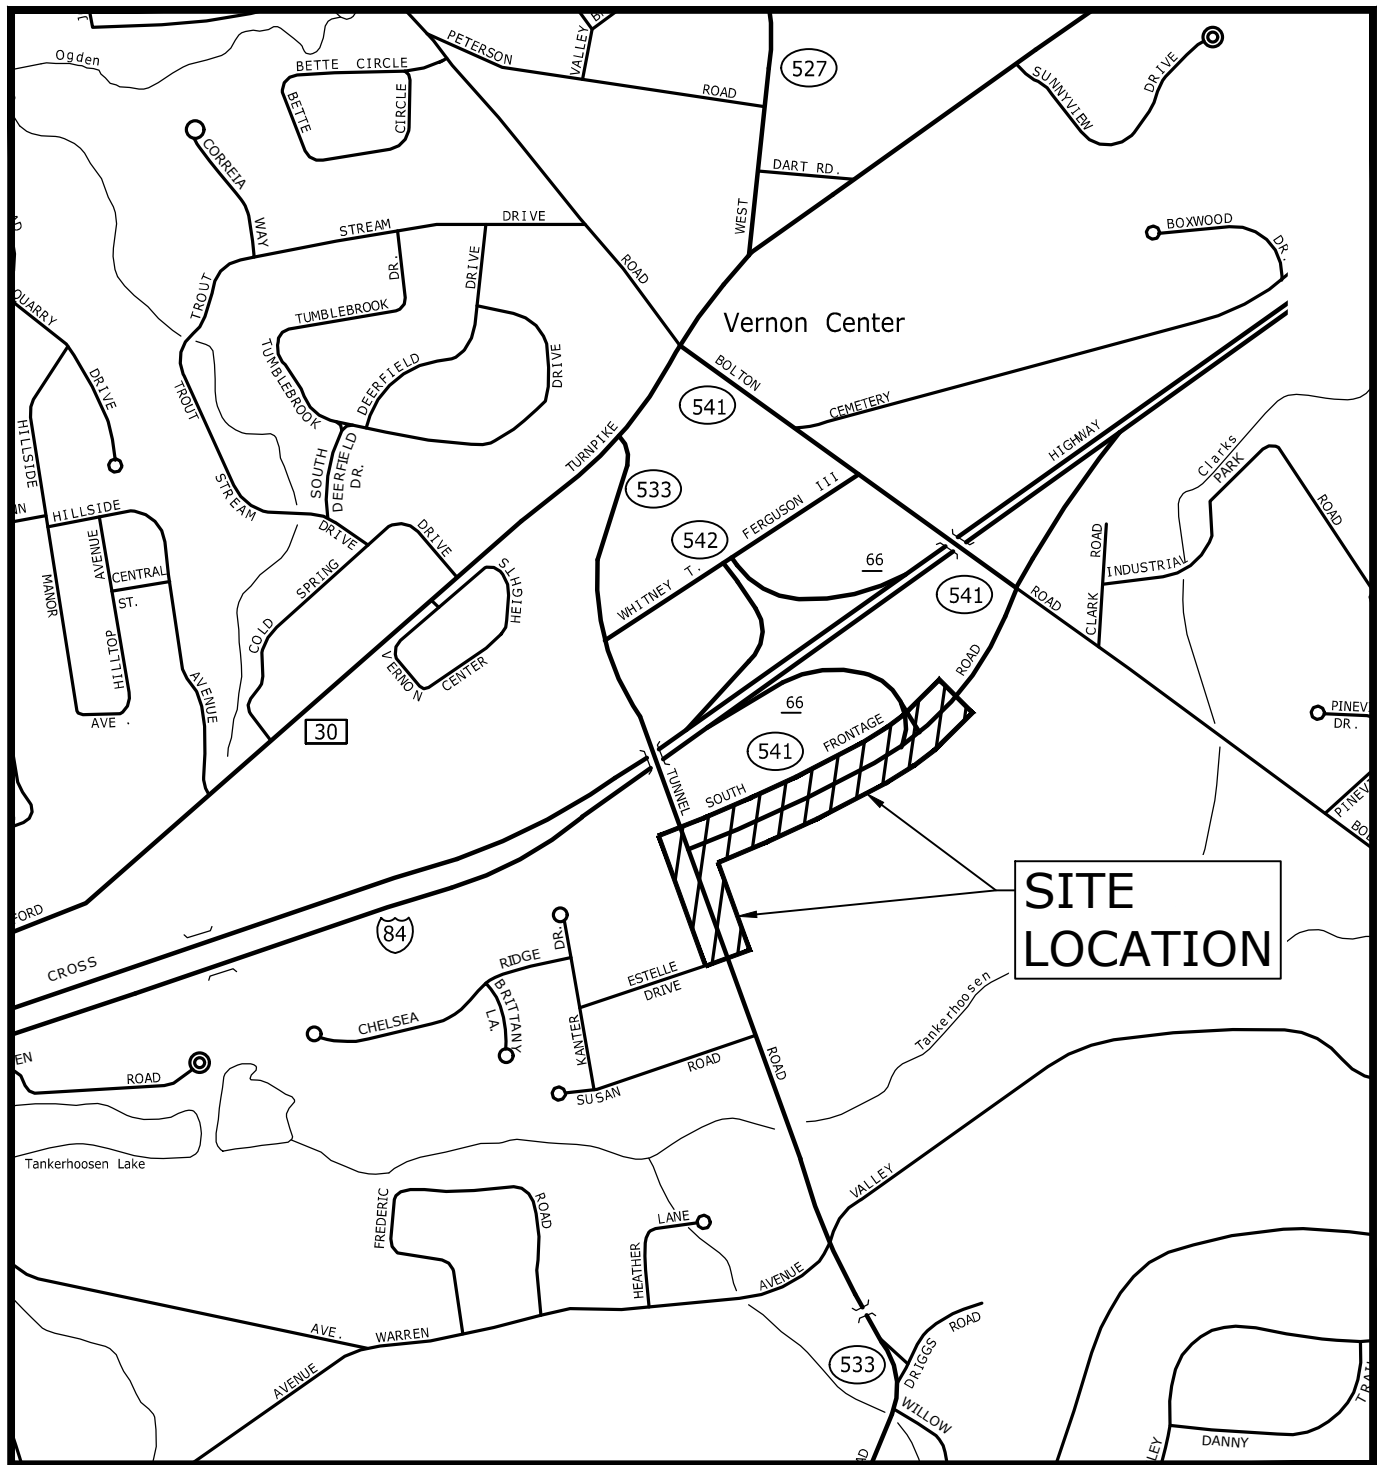 Ogden
BETTE CIRCLE
BETTE
CIRCLE
PETERSON
ROAD
VALLEY
527
SUNNYVIEW
DRIVE
CORREIA
WAY
DART RD.
WEST
STREAM
DRIVE
ROAD
BOXWOOD
DR.
TROUT
DR.
DRIVE
QUARRY
DRIVE
TUMBLEBROOK
TUMBLEBROOK
DEERFIELD
DRIVE
Vernon Center
BOLTON
541
CEMETERY
TROUT
STREAM
DRIVE
HILLSIDE
HILLSIDE
SOUTH
DEERFIELD
DR.
TURNPIKE
533
542
FERGUSON III
WHITNEY T.
HIGHWAY
Clarks
PARK
ROAD
INDUSTRIAL
ROAD
CLARK
66
541
ROAD
MANOR
AVENUE
CENTRAL
ST.
HILLTOP
AVE.
AVENUE
COLD
SPRING
DRIVE
HEIGHTS
VERNON
CENTER
ROAD
30
66
541
SOUTH
FRONTAGE
TUNNEL
DR.
SITE
LOCATION
CROSS
84
RIDGE
DR.
BRITTANY
LA.
CHELSEA
ESTELLE
DRIVE
KANTER
SUSAN
ROAD
ROAD
Tankerhoosen
ROAD
Tankerhoosen Lake
FREDERIC
ROAD
HEATHER
LANE
VALLEY
AVENUE
AVE.
WARREN
AVENUE
533
DRIGGS
ROAD
WILLOW
DANNY